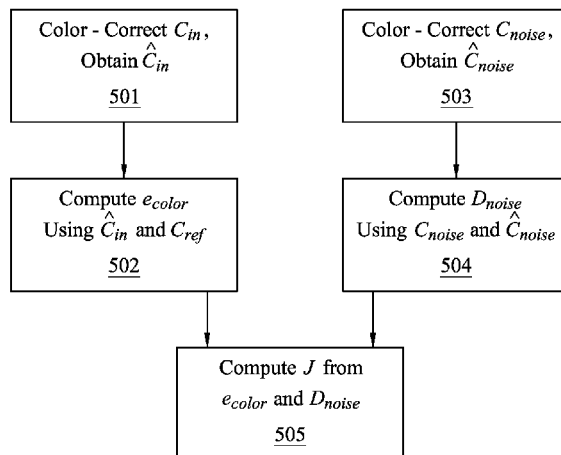 Color - Correct C_in,
Obtain Ĉ_in
501
Color - Correct C_noise,
Obtain Ĉ_noise
503
Compute e_color
Using Ĉ_in and C_ref
502
Compute D_noise
Using C_noise and Ĉ_noise
504
Compute J from
e_color and D_noise
505